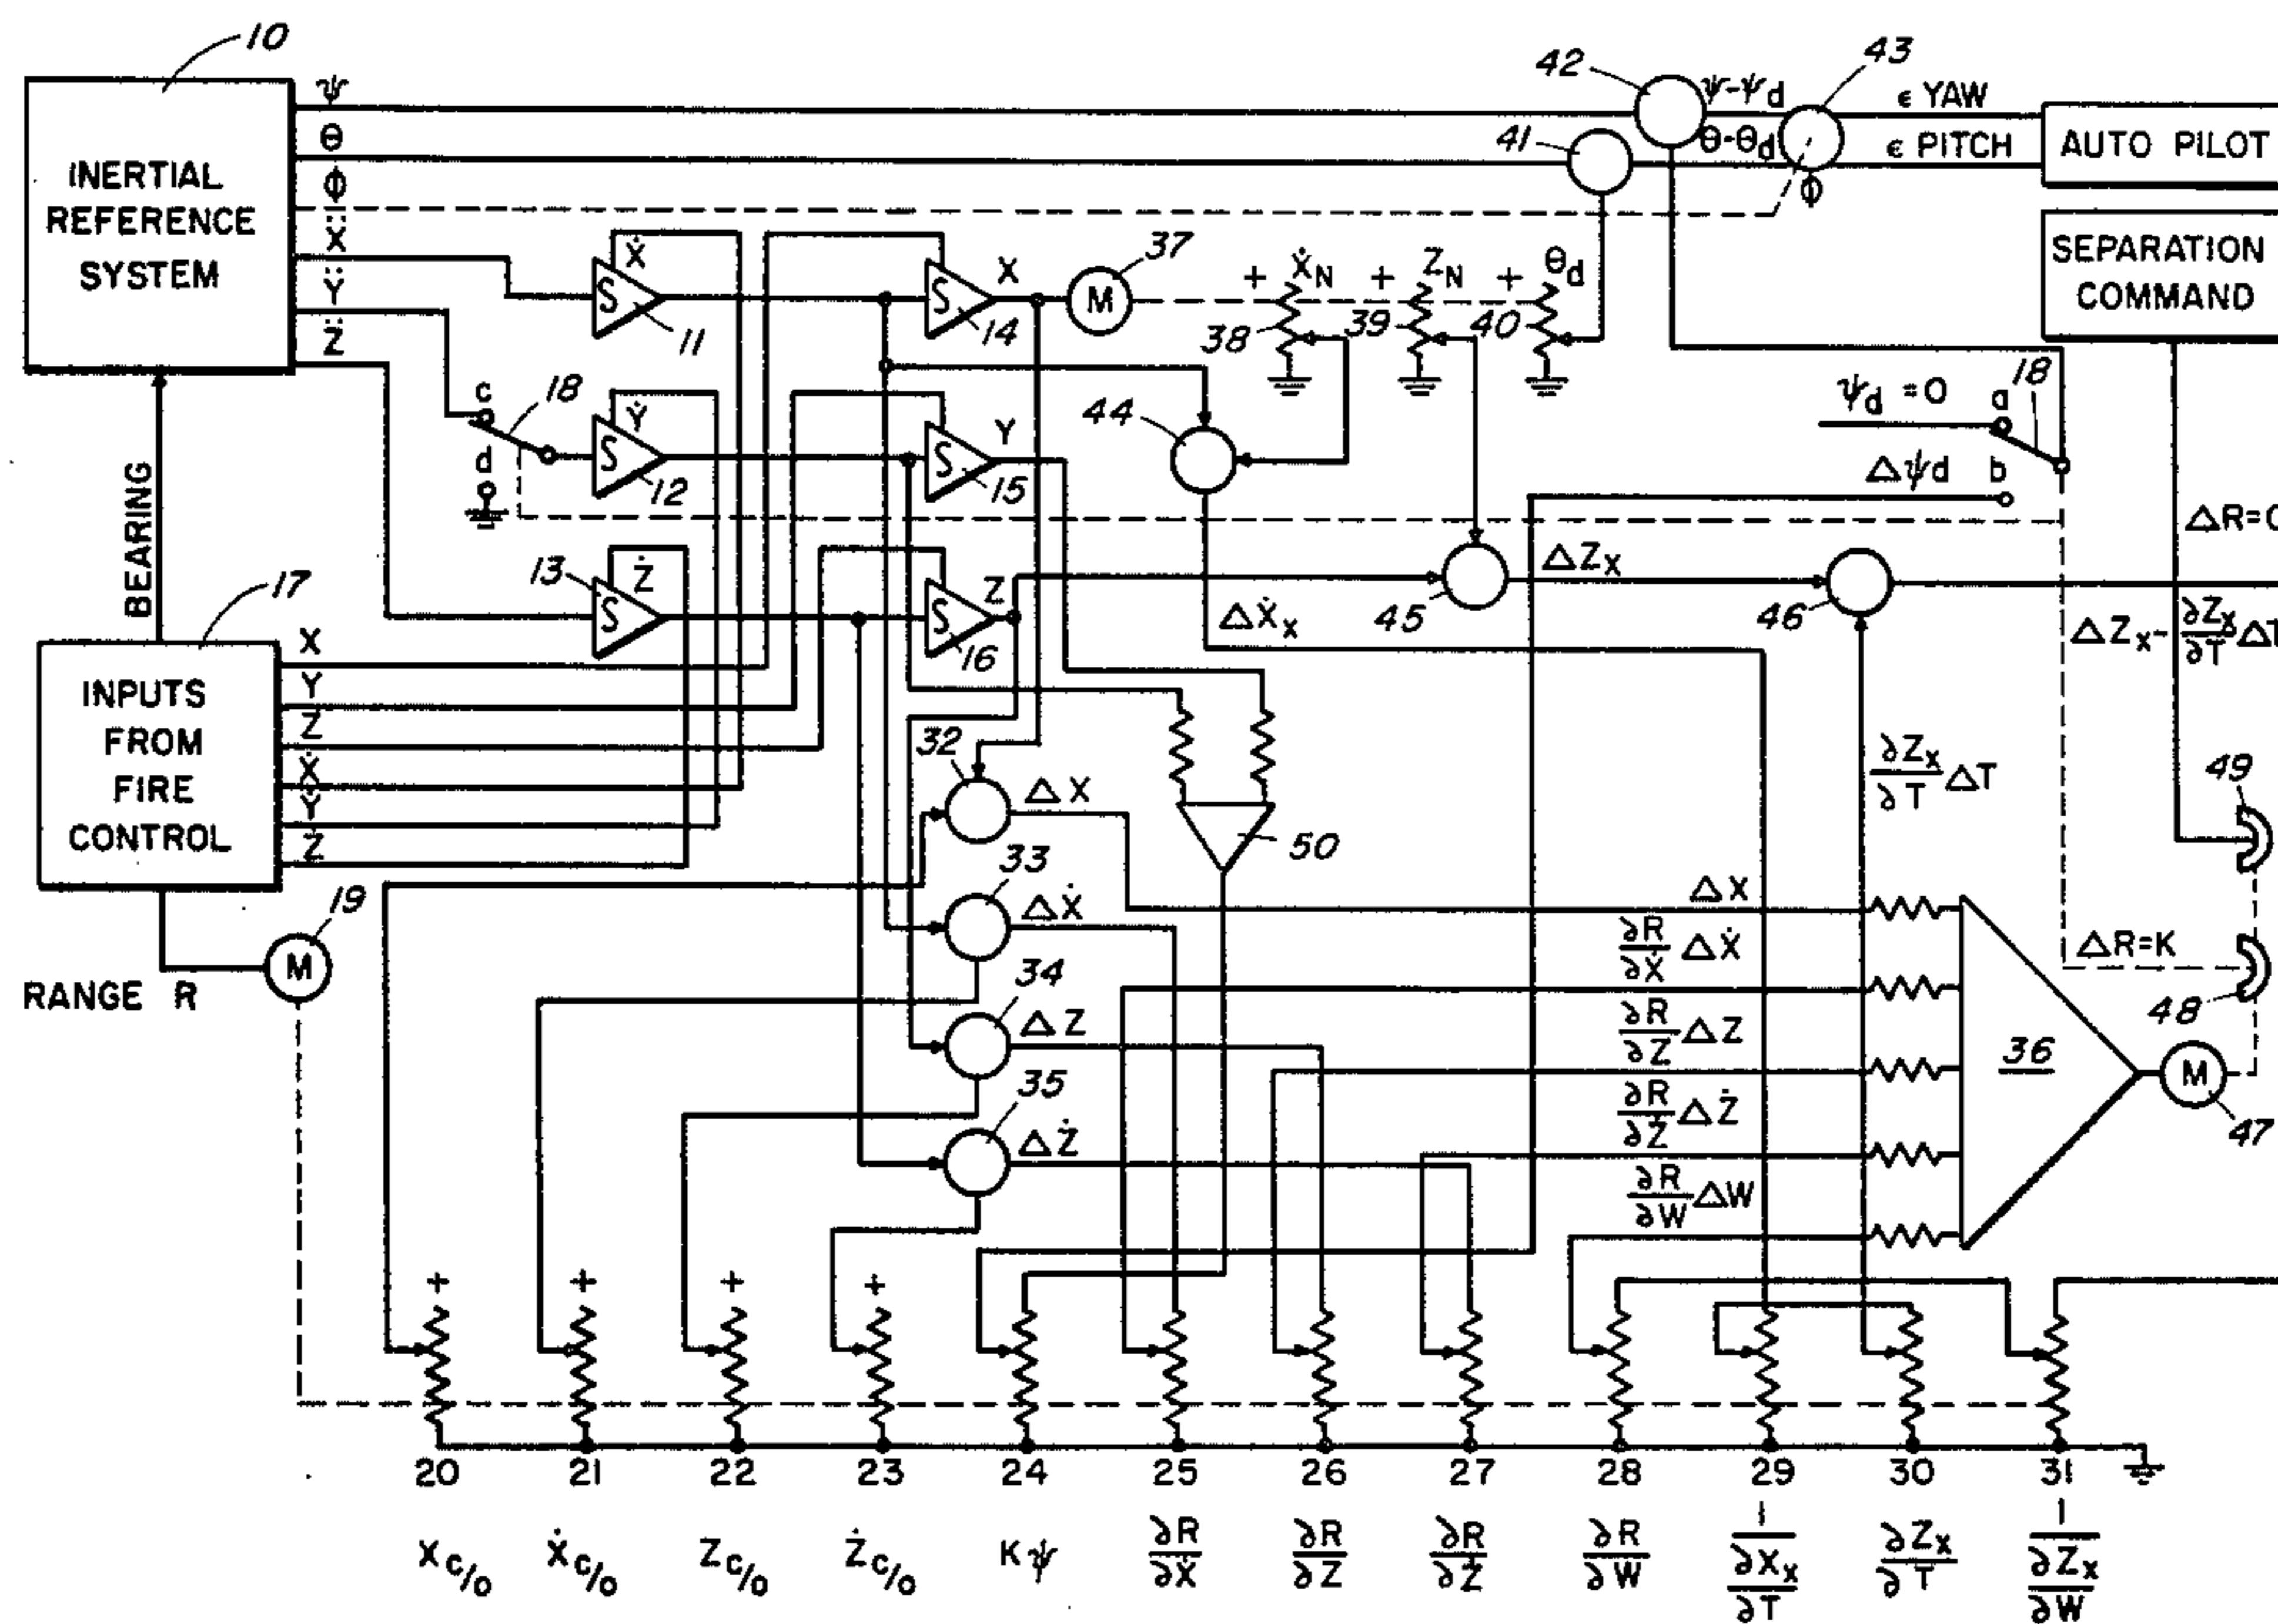 10
42
43
ψ
ψ-ψd
ε YAW
θ
41
θ-θd
ε PITCH
AUTO PILOT
INERTIAL
REFERENCE
SYSTEM
Φ
Φ
Ẍ
Ÿ
Z̈
Ẋ
X
37
M
+ ẊN
+ ZN
+ θd
SEPARATION
COMMAND
S
11
S
14
38
39
40
c
18
d
Ẏ
Y
44
ψd = 0
a
18
S
12
S
15
Δψd
b
BEARING
ΔR=0
17
13
Ż
Z
ΔZx
S
S
16
45
46
ΔẊx
ΔZx - ∂Zx/∂T ΔT
INPUTS
FROM
FIRE
CONTROL
X
Y
Z
Ẋ
Ẏ
Ż
32
ΔX
∂Zx/∂T ΔT
49
50
19
M
RANGE R
33
ΔẊ
ΔX
∂R/∂Ẋ ΔẊ
ΔR=K
34
ΔZ
∂R/∂Z ΔZ
48
36
M
47
35
ΔŻ
∂R/∂Ż ΔŻ
∂R/∂W ΔW
+ + + +
20 21 22 23 24 25 26 27 28 29 30 31
Xc/o Ẋc/o Zc/o Żc/o Kψ ∂R/∂Ẋ ∂R/∂Z ∂R/∂Ż ∂R/∂W 1/∂Ẋx/∂T ∂Zx/∂T 1/∂Zx/∂W